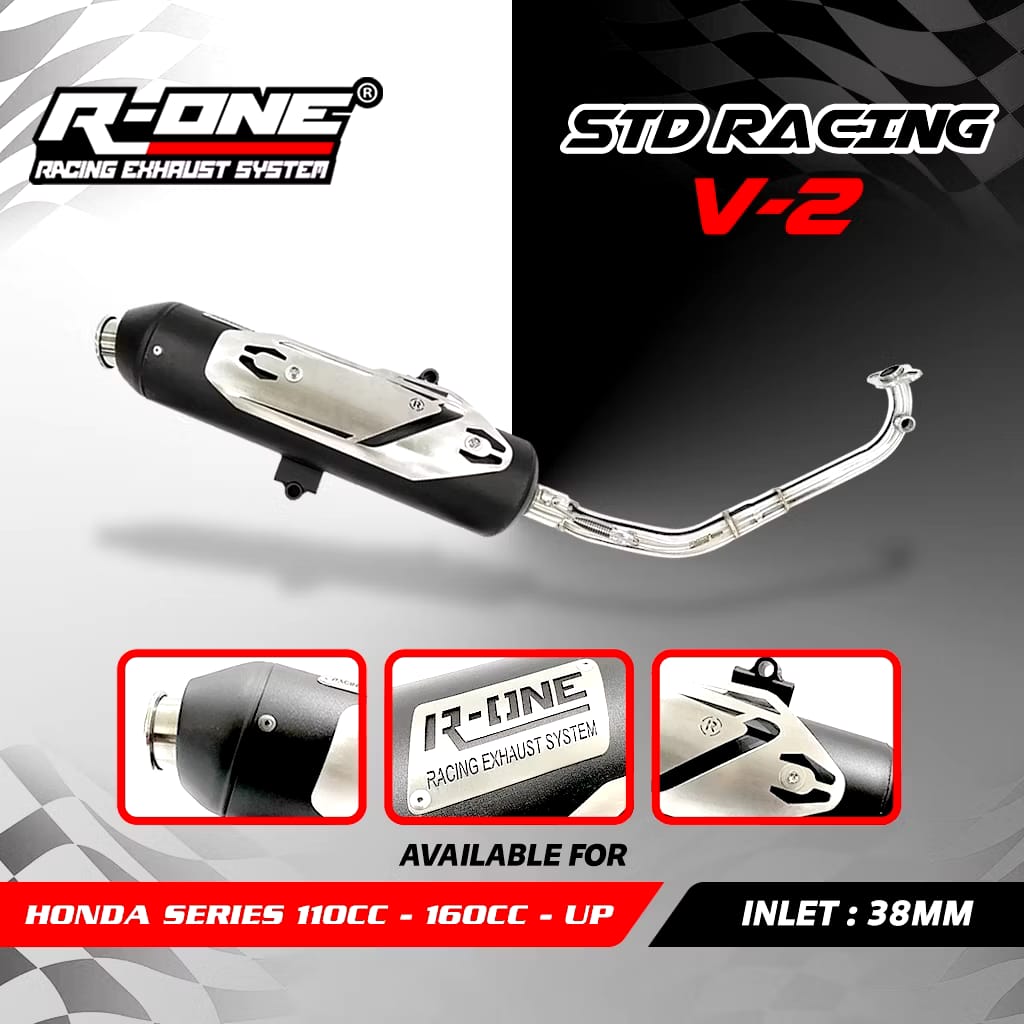 R-ONE®
RACING EXHAUST SYSTEM
STD RACING
V-2
R
R-ONE
RACING EXHAUST SYSTEM
R
AVAILABLE FOR
HONDA SERIES 110CC - 160CC - UP
INLET : 38MM